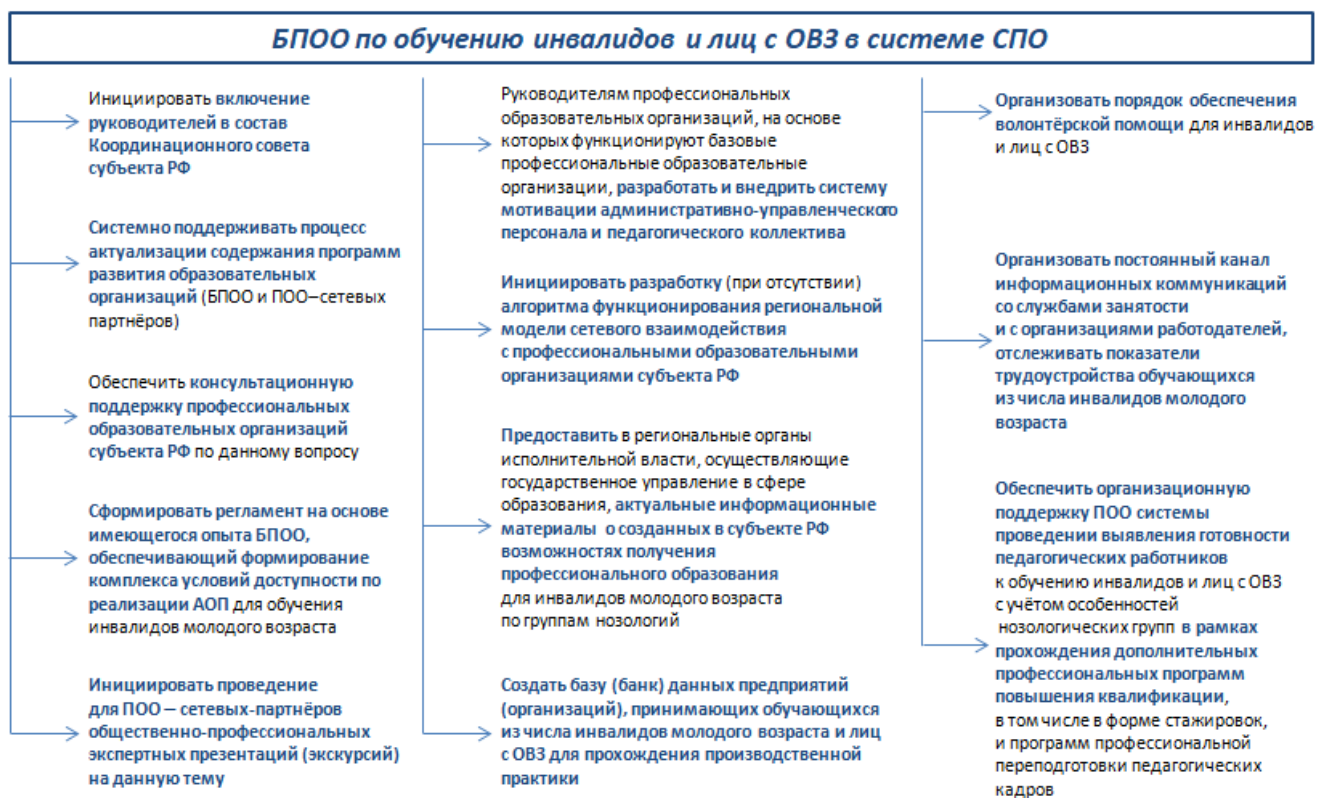 БПОО по обучению инвалидов и лиц с ОВЗ в системе СПО
Инициировать включение
руководителей в состав
Координационного совета
субъекта РФ
Системно поддерживать процесс
актуализации содержания программ
развития образовательных
организаций (БПОО и ПОО–сетевых
партнёров)
Обеспечить консультационную
поддержку профессиональных
образовательных организаций
субъекта РФ по данному вопросу
Сформировать регламент на основе
имеющегося опыта БПОО,
обеспечивающий формирование
комплекса условий доступности по
реализации АОП для обучения
инвалидов молодого возраста
Инициировать проведение
для ПОО – сетевых-партнёров
общественно-профессиональных
экспертных презентаций (экскурсий)
на данную тему
Руководителям профессиональных
образовательных организаций, на основе
которых функционируют базовые
профессиональные образовательные
организации, разработать и внедрить систему
мотивации административно-управленческого
персонала и педагогического коллектива
Инициировать разработку (при отсутствии)
алгоритма функционирования региональной
модели сетевого взаимодействия
с профессиональными образовательными
организациями субъекта РФ
Предоставить в региональные органы
исполнительной власти, осуществляющие
государственное управление в сфере
образования, актуальные информационные
материалы о созданных в субъекте РФ
возможностях получения
профессионального образования
для инвалидов молодого возраста
по группам нозологий
Создать базу (банк) данных предприятий
(организаций), принимающих обучающихся
из числа инвалидов молодого возраста и лиц
с ОВЗ для прохождения производственной
практики
Организовать порядок обеспечения
волонтёрской помощи для инвалидов
и лиц с ОВЗ
Организовать постоянный канал
информационных коммуникаций
со службами занятости
и с организациями работодателей,
отслеживать показатели
трудоустройства обучающихся
из числа инвалидов молодого
возраста
Обеспечить организационную
поддержку ПОО системы
проведении выявления готовности
педагогических работников
к обучению инвалидов и лиц с ОВЗ
с учётом особенностей
нозологических групп в рамках
прохождения дополнительных
профессиональных программ
повышения квалификации,
в том числе в форме стажировок,
и программ профессиональной
переподготовки педагогических
кадров